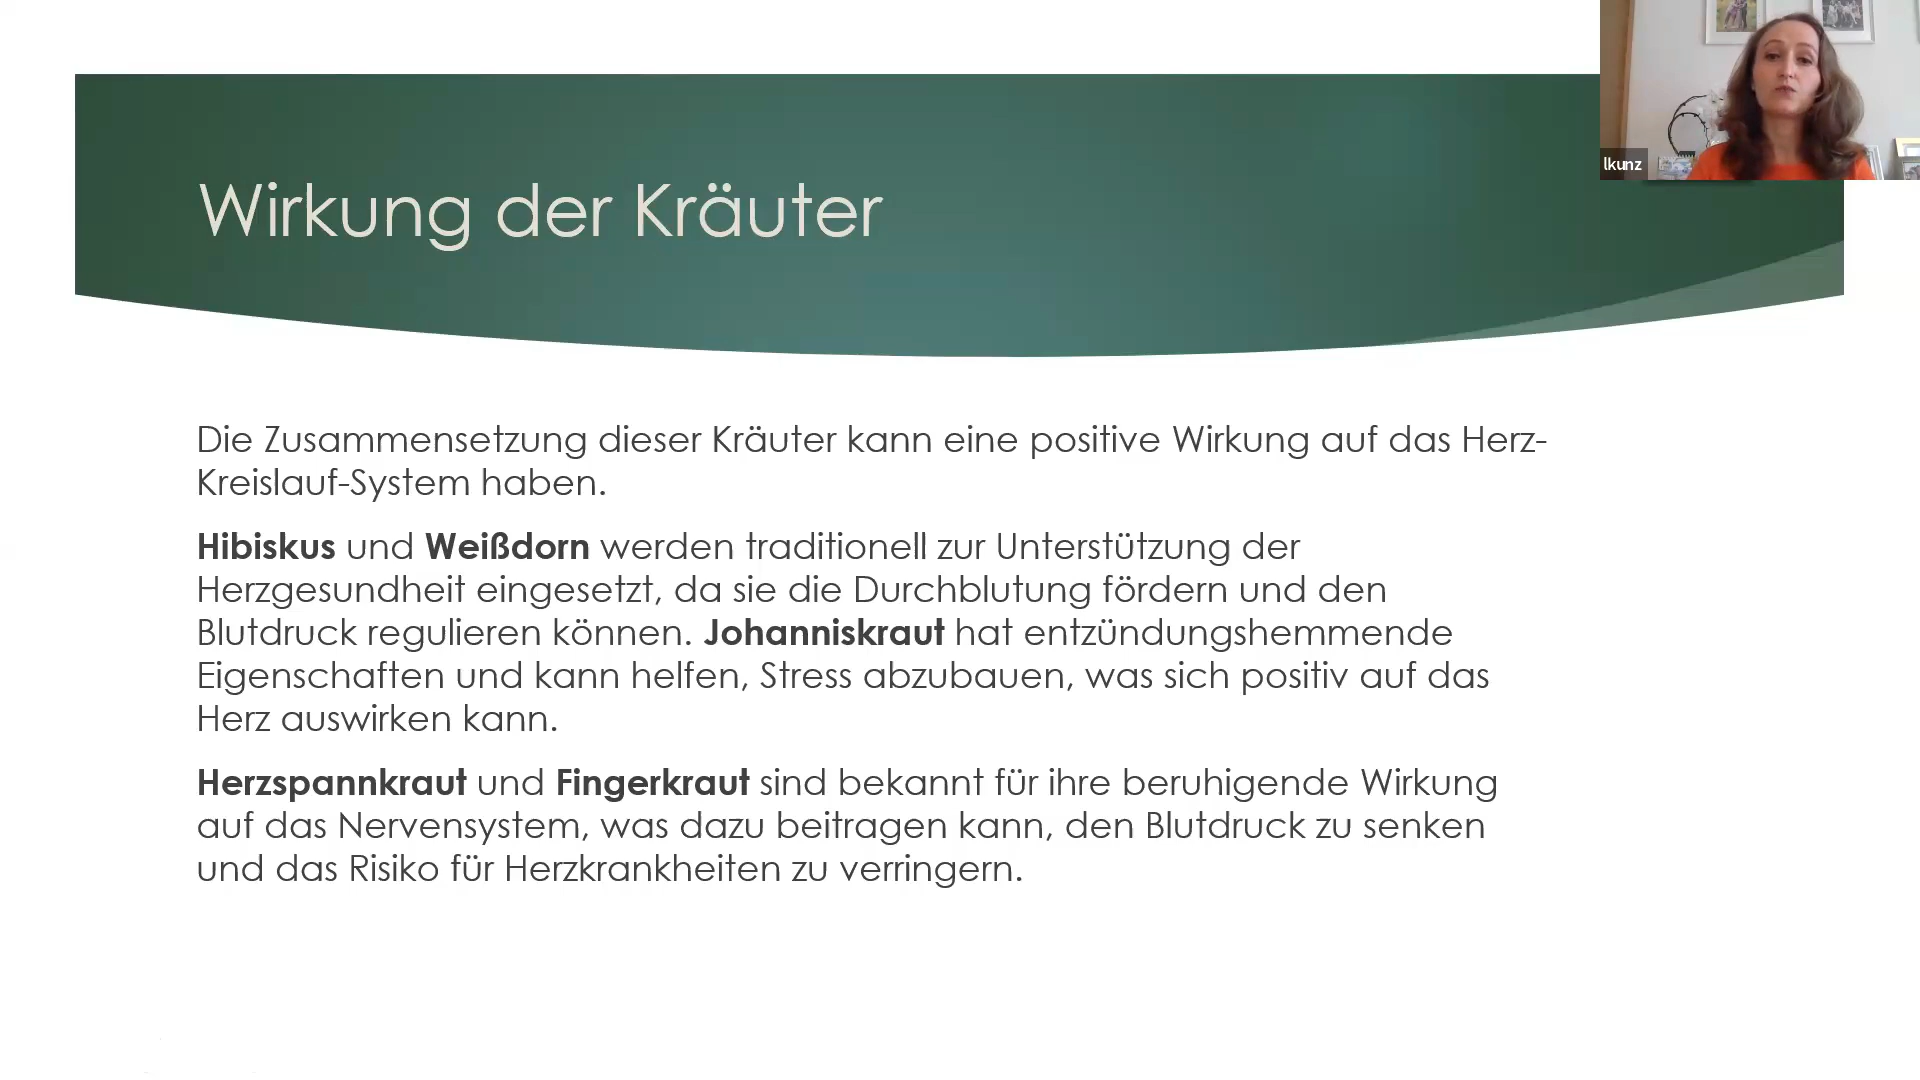 Wirkung der Kräuter
lkunz
Die Zusammensetzung dieser Kräuter kann eine positive Wirkung auf das Herz-
Kreislauf-System haben.
Hibiskus und Weißdorn werden traditionell zur Unterstützung der
Herzgesundheit eingesetzt, da sie die Durchblutung fördern und den
Blutdruck regulieren können. Johanniskraut hat entzündungshemmende
Eigenschaften und kann helfen, Stress abzubauen, was sich positiv auf das
Herz auswirken kann.
Herzspannkraut und Fingerkraut sind bekannt für ihre beruhigende Wirkung
auf das Nervensystem, was dazu beitragen kann, den Blutdruck zu senken
und das Risiko für Herzkrankheiten zu verringern.